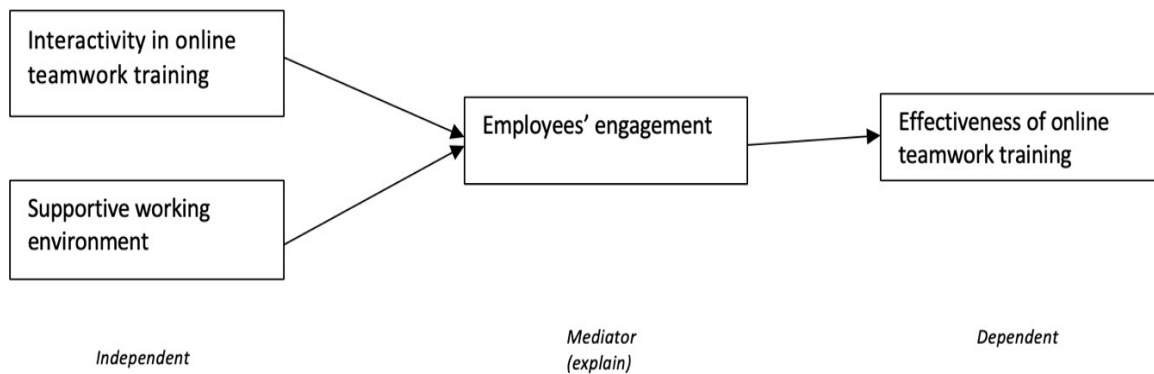 Interactivity in online
teamwork training
Supportive working
environment
Employees’ engagement
Effectiveness of online
teamwork training
Independent
Mediator
(explain)
Dependent